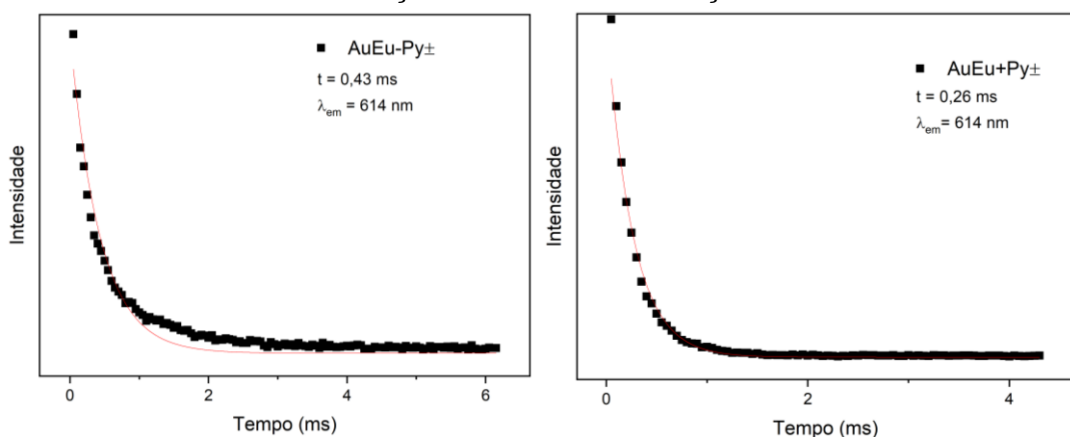 AuEu-Py±
t = 0,43 ms
λem = 614 nm
Intensidade
0
2
4
6
Tempo (ms)
AuEu+Py±
t = 0,26 ms
λem = 614 nm
Intensidade
0
2
4
Tempo (ms)